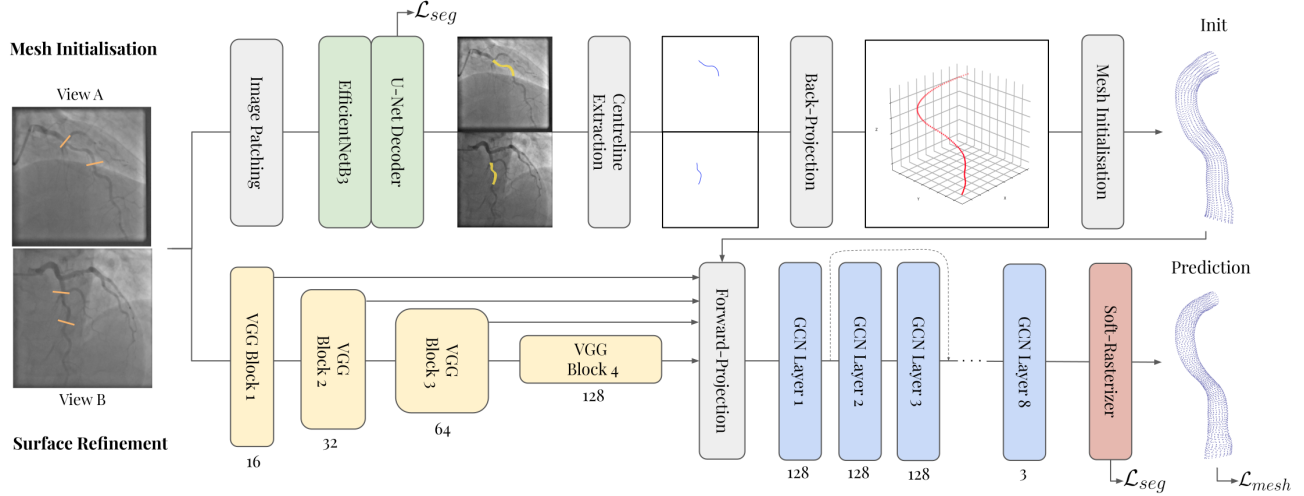 Mesh Initialisation
View A
View B
Surface Refinement
Image Patching
EfficientNetB3
U-Net Decoder
ℒseg
Centreline
Extraction
Back-Projection
Z
Y
X
Mesh Initialisation
Init
VGG Block 1
16
VGG
Block 2
32
VGG
Block 3
64
VGG
Block 4
128
Forward-Projection
GCN Layer 1
128
GCN Layer 2
128
GCN Layer 3
128
· · ·
GCN Layer 8
3
Soft-Rasterizer
ℒseg
Prediction
ℒmesh